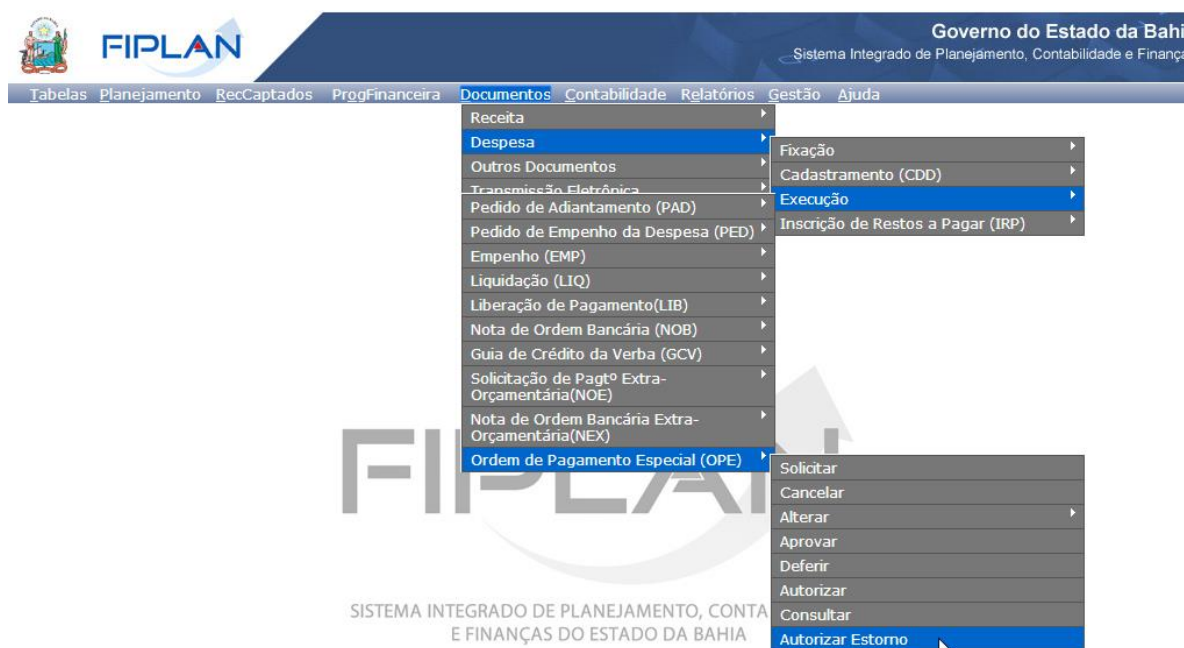 FIPLAN
Governo do Estado da Bahi
Sistema Integrado de Planejamento, Contabilidade e Finança
Tabelas Planejamento RecCaptados ProgFinanceira Documentos Contabilidade Relatórios Gestão Ajuda
Receita
Despesa
Outros Documentos
Transmissão Eletrônica
Fixação
Cadastramento (CDD)
Execução
Inscrição de Restos a Pagar (IRP)
Pedido de Adiantamento (PAD)
Pedido de Empenho da Despesa (PED)
Empenho (EMP)
Liquidação (LIQ)
Liberação de Pagamento(LIB)
Nota de Ordem Bancária (NOB)
Guia de Crédito da Verba (GCV)
Solicitação de Pagtº Extra-
Orçamentária(NOE)
Nota de Ordem Bancária Extra-
Orçamentária(NEX)
Ordem de Pagamento Especial (OPE)
Solicitar
Cancelar
Alterar
Aprovar
Deferir
Autorizar
Consultar
Autorizar Estorno
FIPLAN
SISTEMA INTEGRADO DE PLANEJAMENTO, CONTA
E FINANÇAS DO ESTADO DA BAHIA